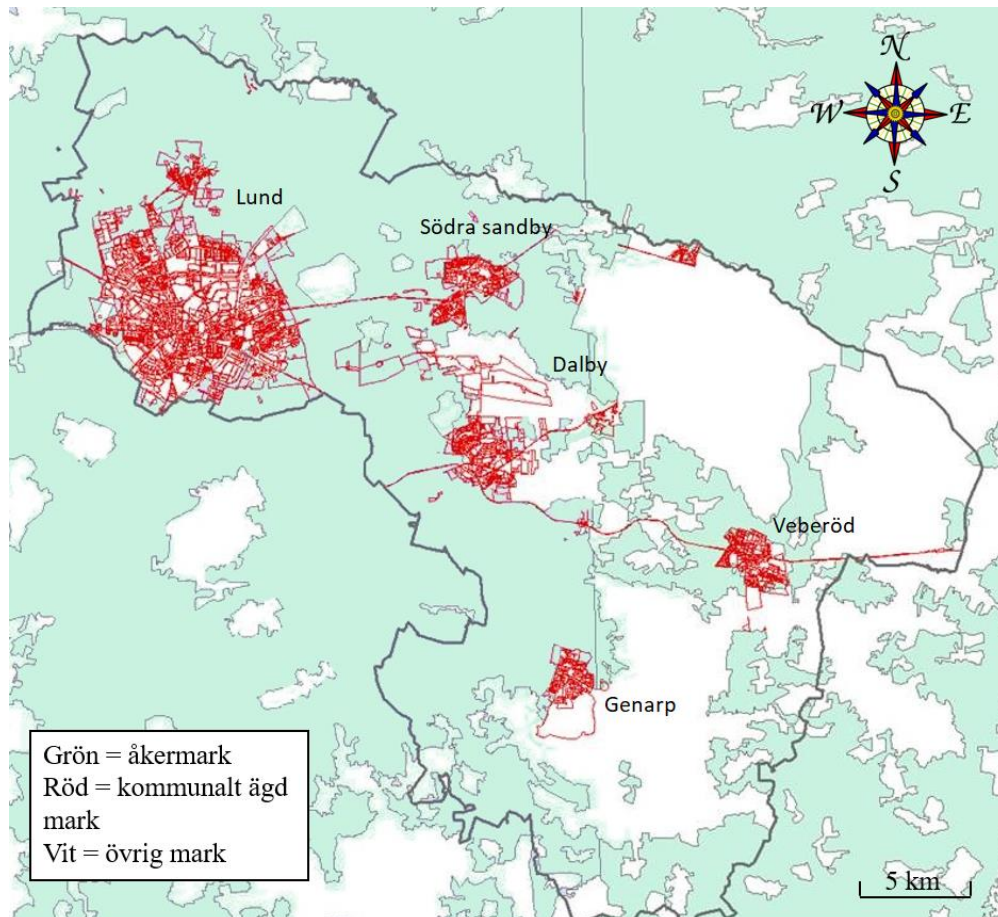 N
W
E
S
Lund
Södra sandby
Dalby
Veberöd
Genarp
Grön = åkermark
Röd = kommunalt ägd
mark
Vit = övrig mark
5 km